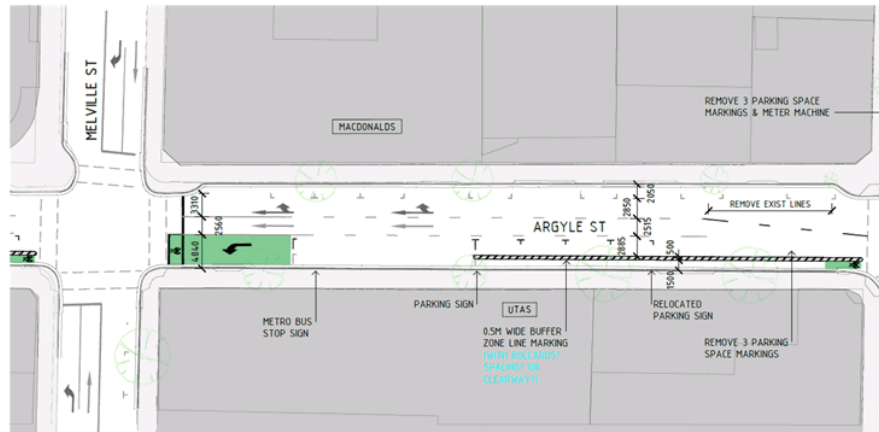 MELVILLE ST
MACDONALDS
REMOVE 3 PARKING SPACE
MARKINGS & METER MACHINE
3310
2560
4840
2050
2850
2515
2885
500
1500
REMOVE EXIST LINES
ARGYLE ST
METRO BUS
STOP SIGN
PARKING SIGN
UTAS
0.5M WIDE BUFFER
ZONE LINE MARKING
(WITH BOLLARDS?
SPACING? OR
CLEARWAY?)
RELOCATED
PARKING SIGN
REMOVE 3 PARKING
SPACE MARKINGS